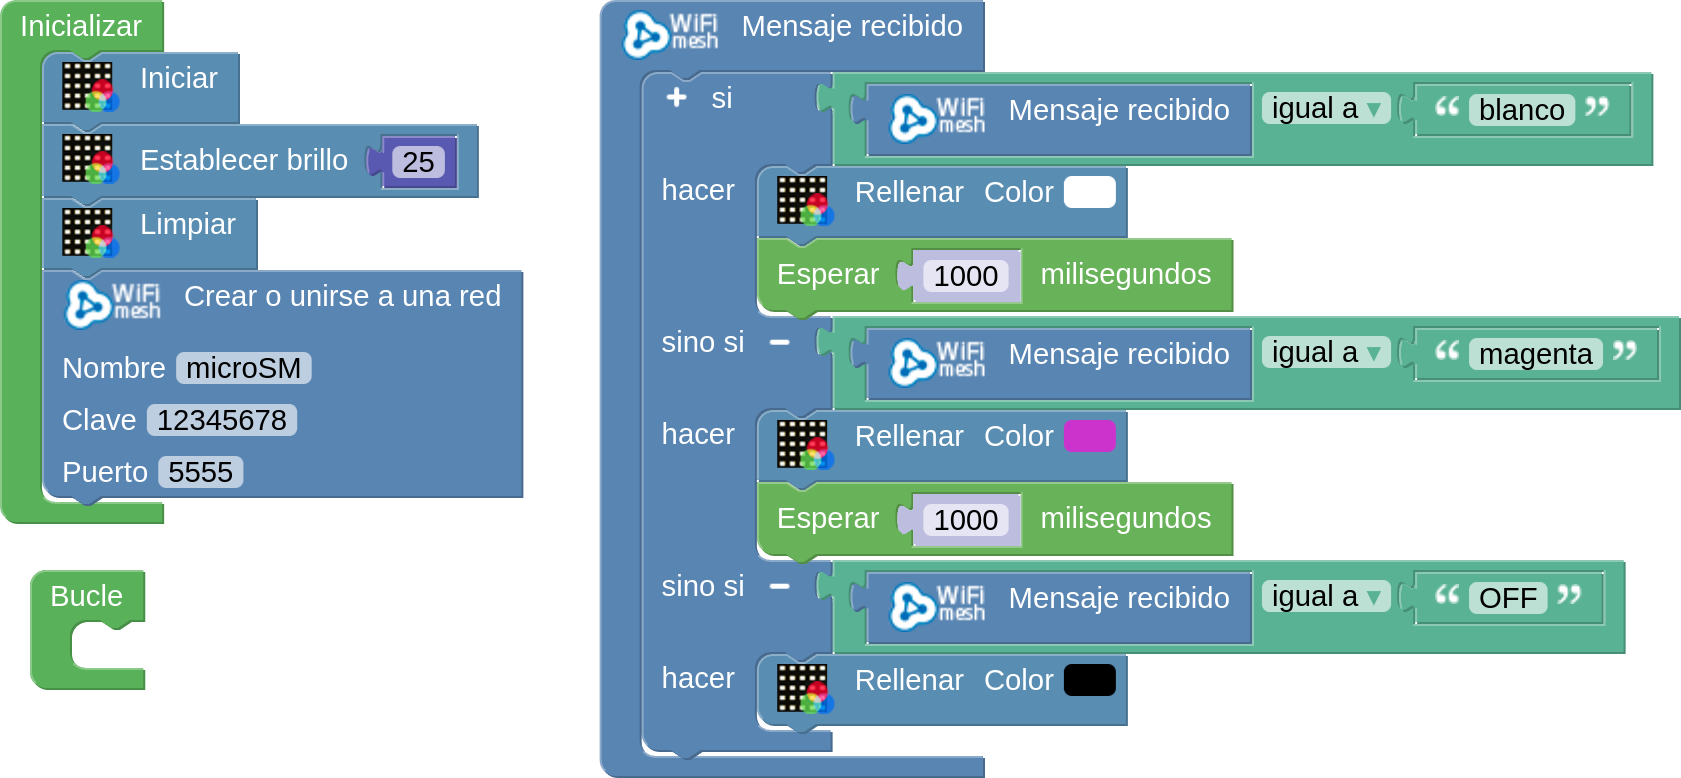 Inicializar
Iniciar
Establecer brillo 25
Limpiar
WiFi mesh Crear o unirse a una red
Nombre microSM
Clave 12345678
Puerto 5555
Bucle
WiFi mesh Mensaje recibido
+ si WiFi mesh Mensaje recibido igual a ▾ “ blanco ”
hacer Rellenar Color
Esperar 1000 milisegundos
sino si − WiFi mesh Mensaje recibido igual a ▾ “ magenta ”
hacer Rellenar Color
Esperar 1000 milisegundos
sino si − WiFi mesh Mensaje recibido igual a ▾ “ OFF ”
hacer Rellenar Color